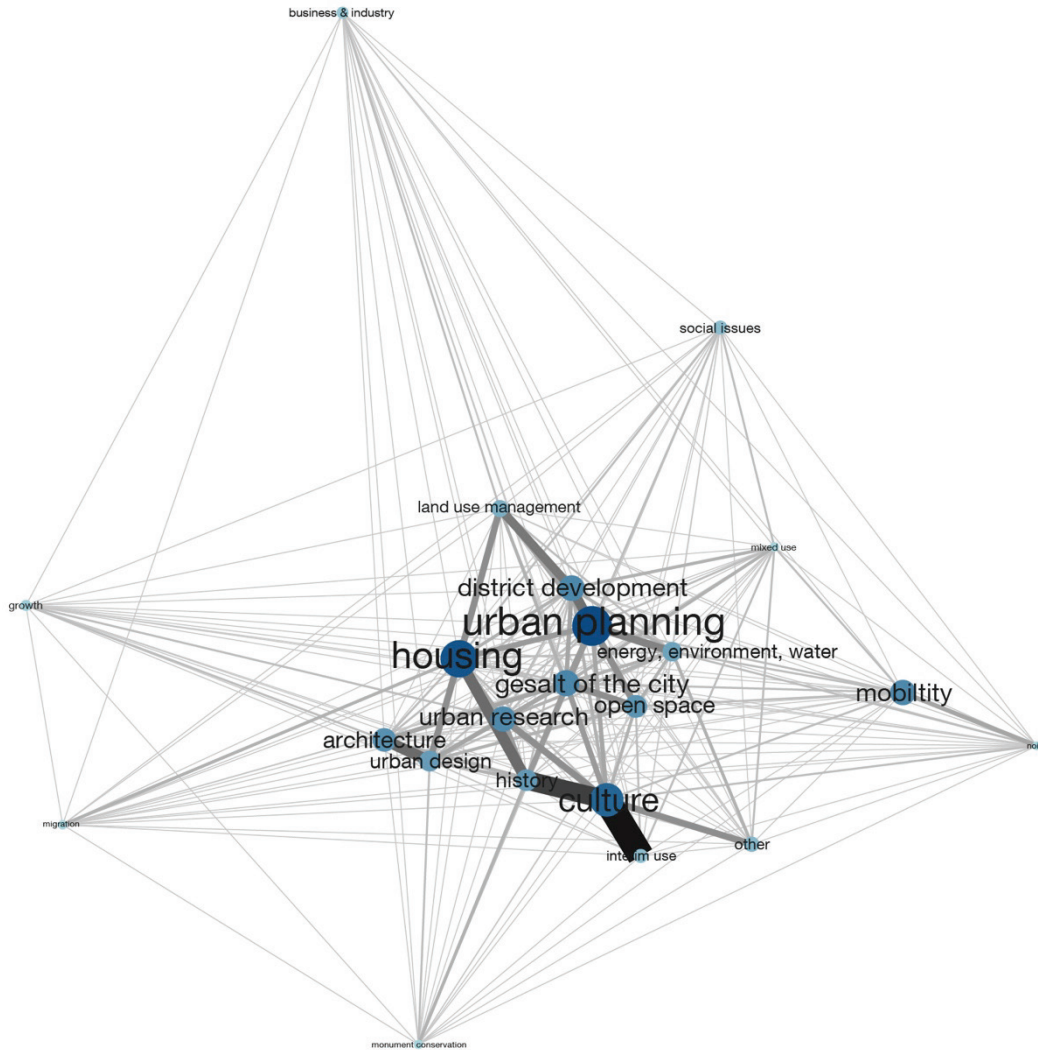 business & industry
social issues
land use management
mixed use
district development
growth
urban planning
energy, environment, water
housing
gesalt of the city
mobiltity
open space
urban research
architecture
urban design
history
culture
migration
other
interim use
monument conservation